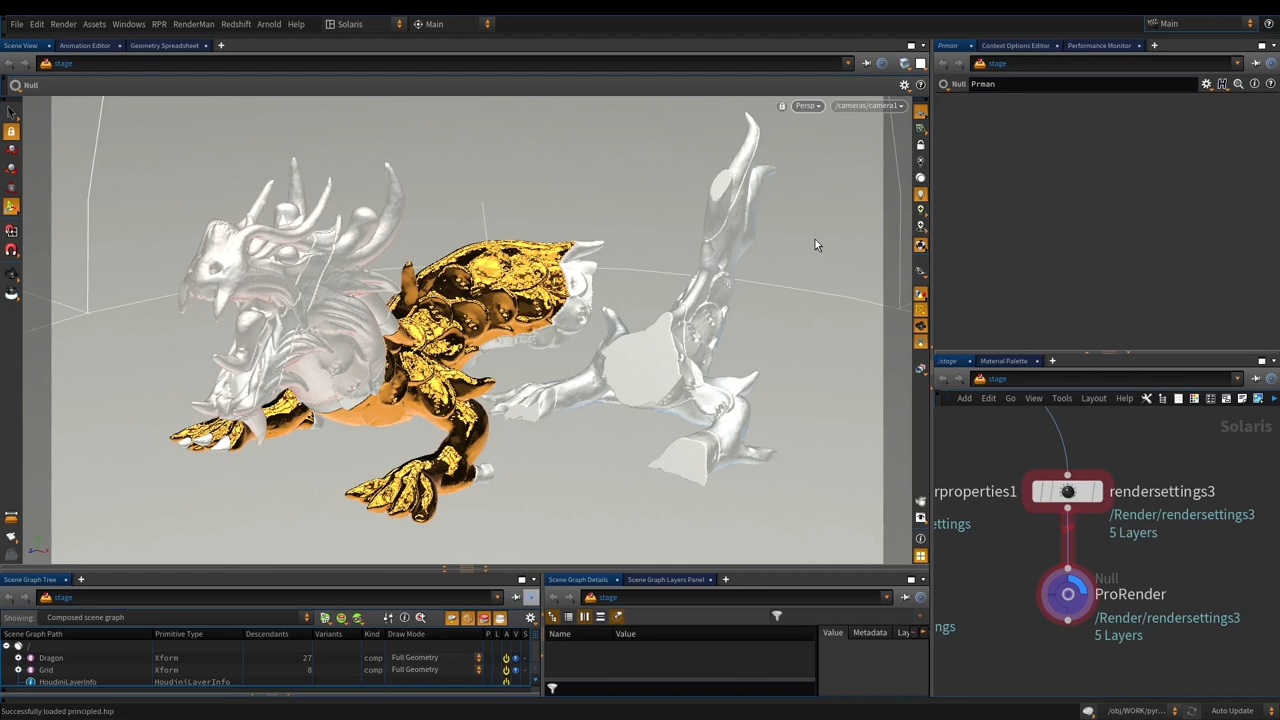 File Edit Render Assets Windows RPR RenderMan Redshift Arnold Help Solaris Main Main
Scene View Animation Editor Geometry Spreadsheet
stage
Null
Persp
/cameras/camera1
Prman Context Options Editor Performance Monitor
stage
Null Prman
/stage Material Palette
stage
Add Edit Go View Tools Layout Help
Solaris
rproperties1
ettings
rendersettings3
/Render/rendersettings3
5 Layers
Null
ProRender
/Render/rendersettings3
5 Layers
ngs
Scene Graph Tree
stage
Showing: Composed scene graph
Scene Graph Path Primitive Type Descendants Variants Kind Draw Mode P L A V S
/
Dragon Xform 27 comp Full Geometry
Grid Xform 8 comp Full Geometry
HoudiniLayerInfo HoudiniLayerInfo
Scene Graph Details Scene Graph Layers Panel
stage
Name Value
Value Metadata Lay
Successfully loaded principled.hip
/obj/WORK/pyr... Auto Update